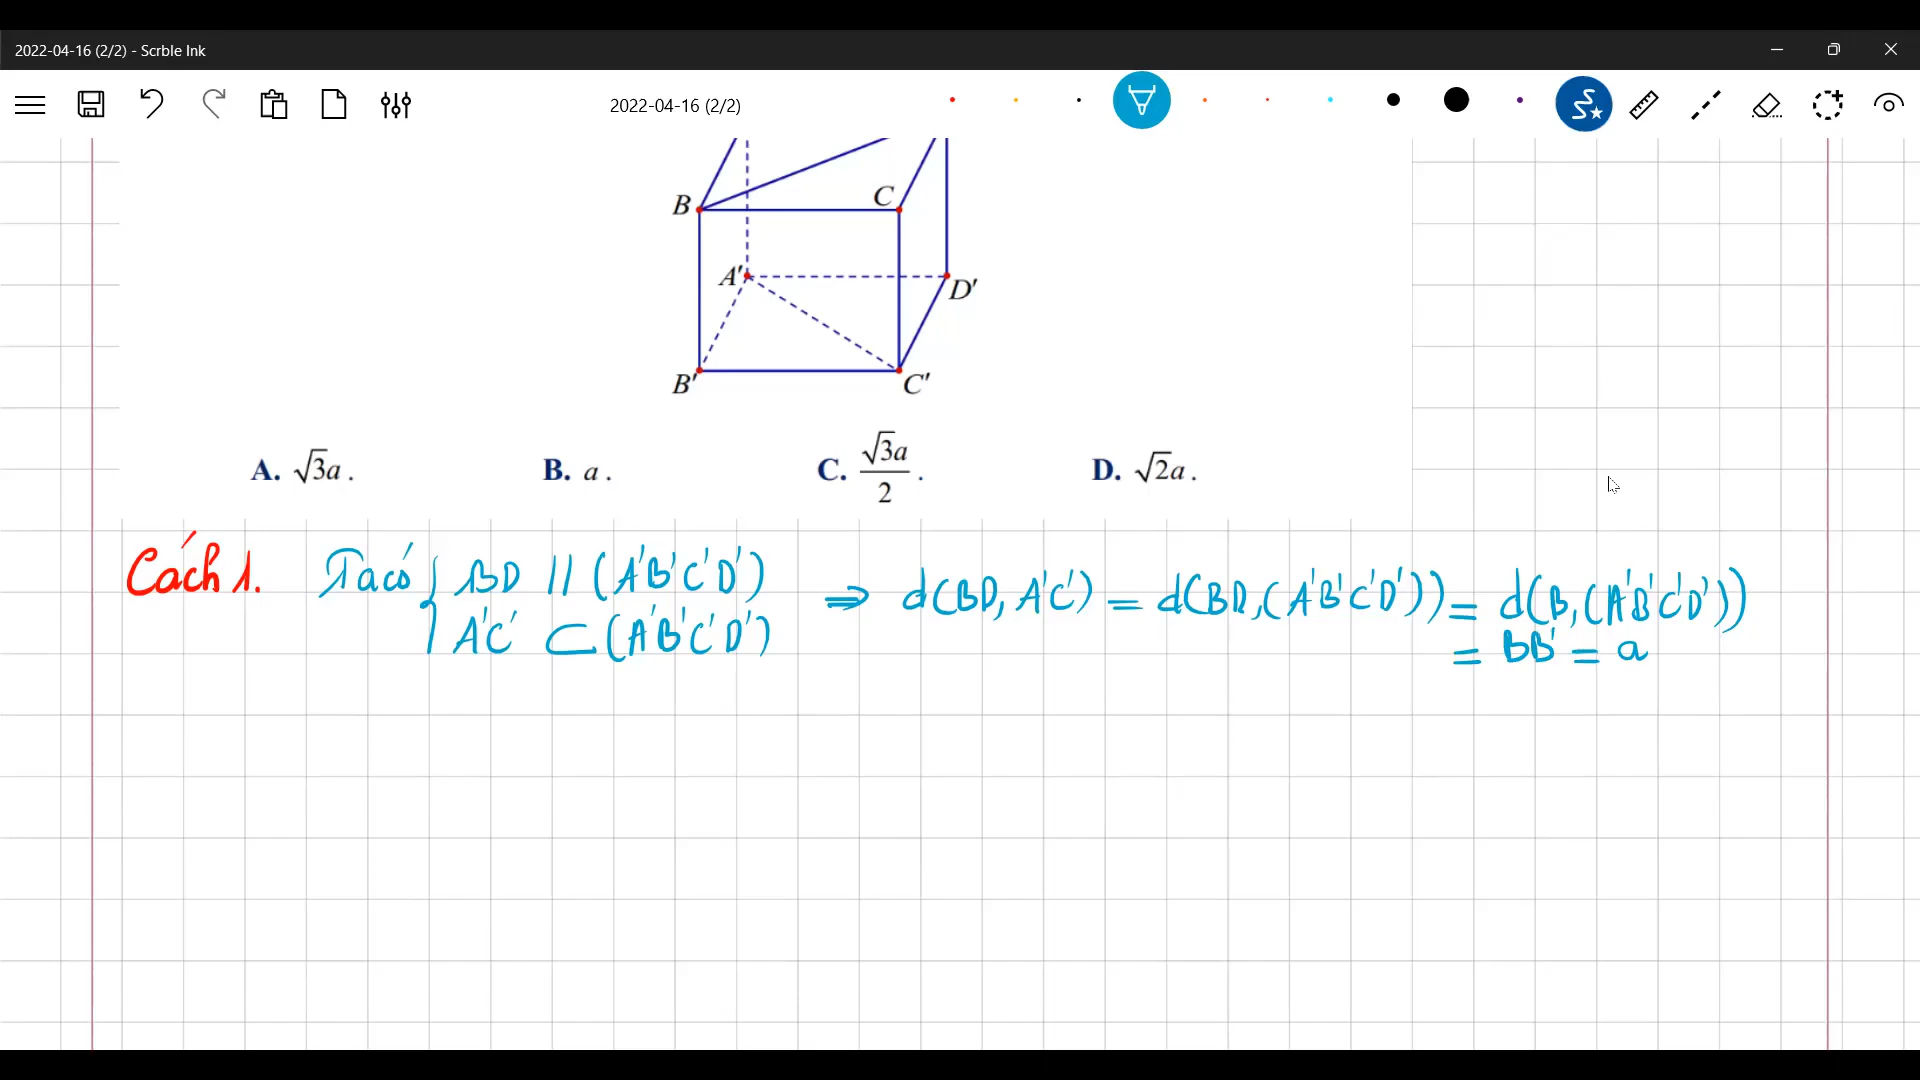 2022-04-16 (2/2) - Scrble Ink
2022-04-16 (2/2)
B
C
A'
D'
B'
C'
A. √3a .
B. a .
C. √3a/2 .
D. √2a .
Cách 1. Ta có { BD // (A'B'C'D')
A'C' ⊂ (A'B'C'D')
⇒ d(BD, A'C') = d(BD, (A'B'C'D')) = d(B, (A'B'C'D'))
= BB' = a